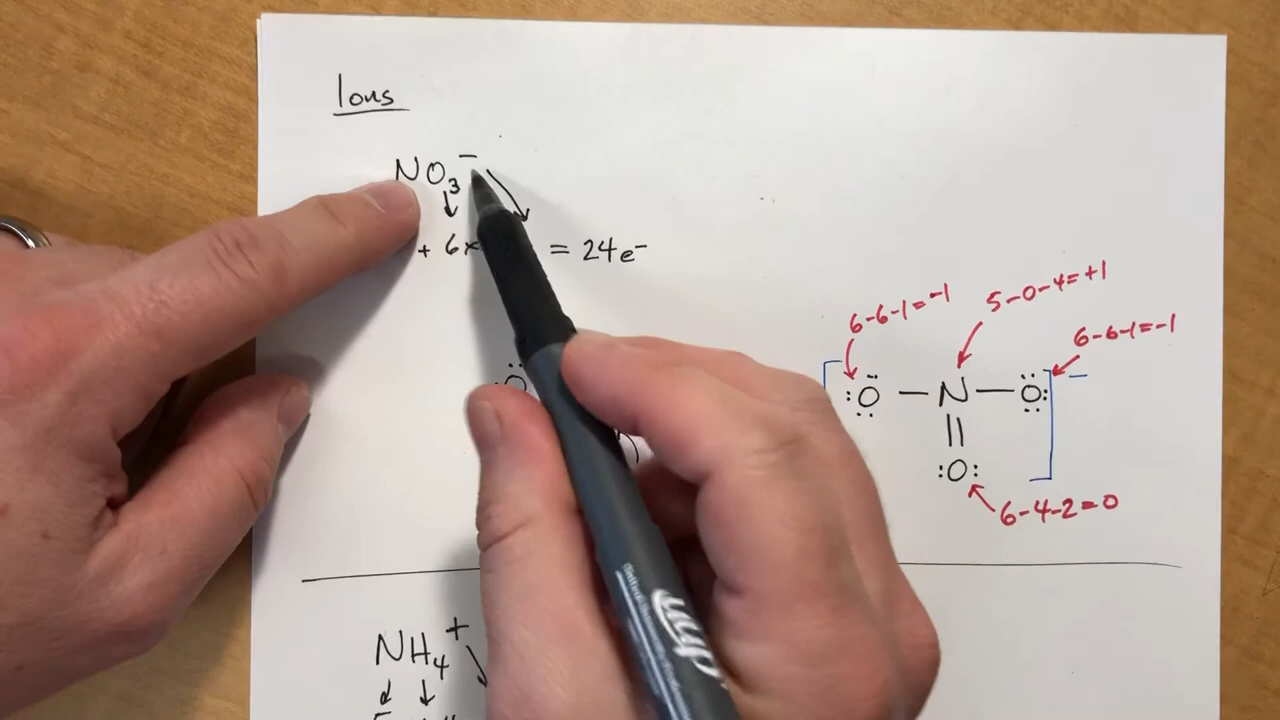 Ions
NO₃⁻
+ 6x = 24e⁻
6-6-1=-1
5-0-4=+1
6-6-1=-1
:Ö — N — Ö: ⁻
:O:
6-4-2=0
NH₄⁺